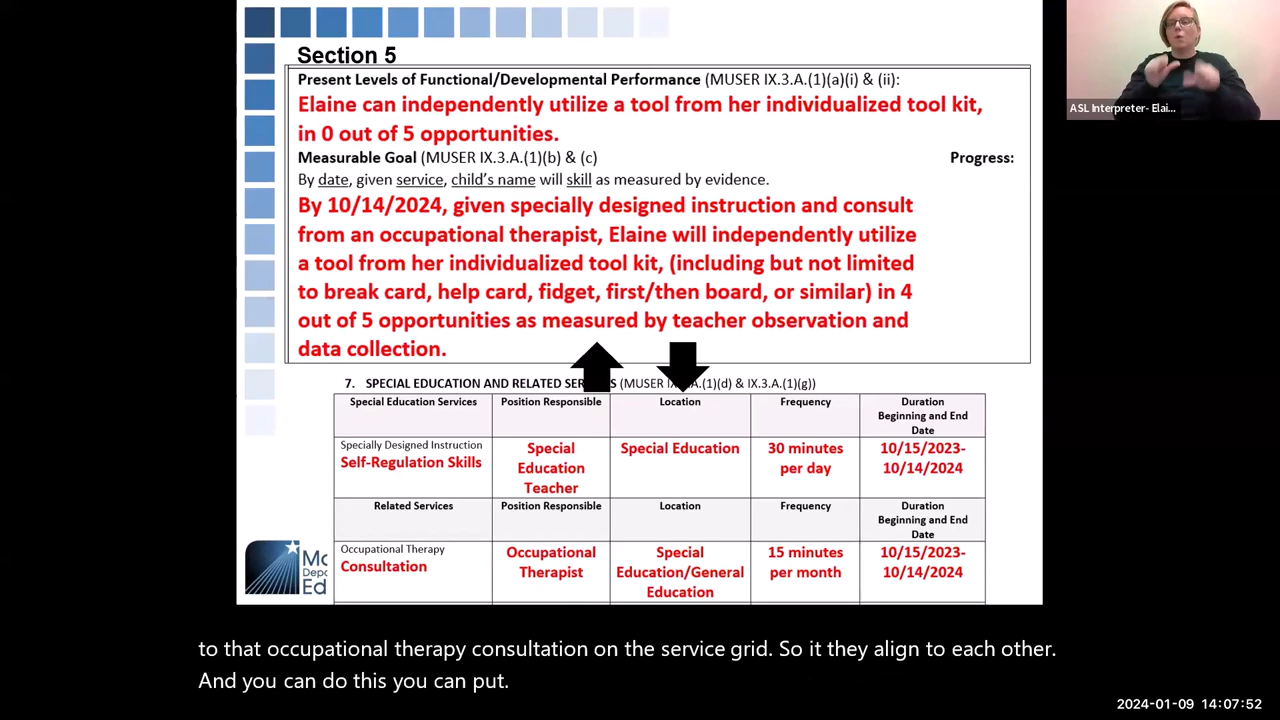 Section 5
Present Levels of Functional/Developmental Performance (MUSER IX.3.A.(1)(a)(i) & (ii):
Elaine can independently utilize a tool from her individualized tool kit,
in 0 out of 5 opportunities.
Measurable Goal (MUSER IX.3.A.(1)(b) & (c) Progress:
By date, given service, child's name will skill as measured by evidence.
By 10/14/2024, given specially designed instruction and consult
from an occupational therapist, Elaine will independently utilize
a tool from her individualized tool kit, (including but not limited
to break card, help card, fidget, first/then board, or similar) in 4
out of 5 opportunities as measured by teacher observation and
data collection.
7. SPECIAL EDUCATION AND RELATED (MUSER (d) & IX.3.A.(1)(g))
Special Education Services Position Responsible Location Frequency Duration
Beginning and End
Date
Specially Designed Instruction
Self-Regulation Skills
Special
Education
Teacher
Special Education
30 minutes
per day
10/15/2023-
10/14/2024
Related Services Position Responsible Location Frequency Duration
Beginning and End
Date
Occupational Therapy
Consultation
Occupational
Therapist
Special
Education/General
Education
15 minutes
per month
10/15/2023-
10/14/2024
ASL Interpreter- Elai...
to that occupational therapy consultation on the service grid. So it they align to each other.
And you can do this you can put.
2024-01-09 14:07:52